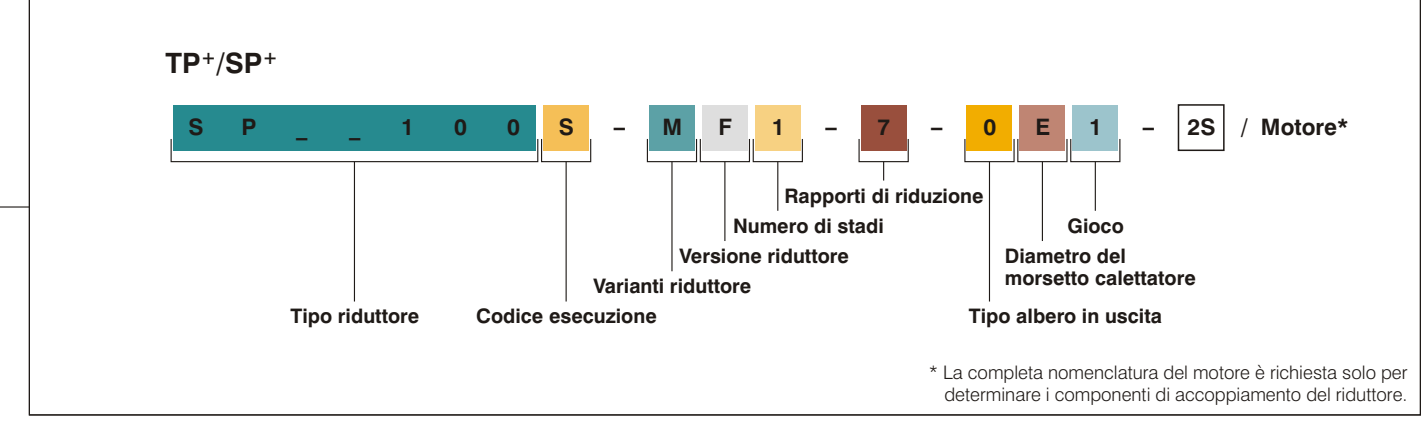 TP+/SP+
S P _ _ 1 0 0 S – M F 1 – 7 – 0 E 1 – 2S / Motore*
Rapporti di riduzione
Numero di stadi
Gioco
Versione riduttore
Diametro del
morsetto calettatore
Varianti riduttore
Tipo riduttore
Codice esecuzione
Tipo albero in uscita
* La completa nomenclatura del motore è richiesta solo per
determinare i componenti di accoppiamento del riduttore.